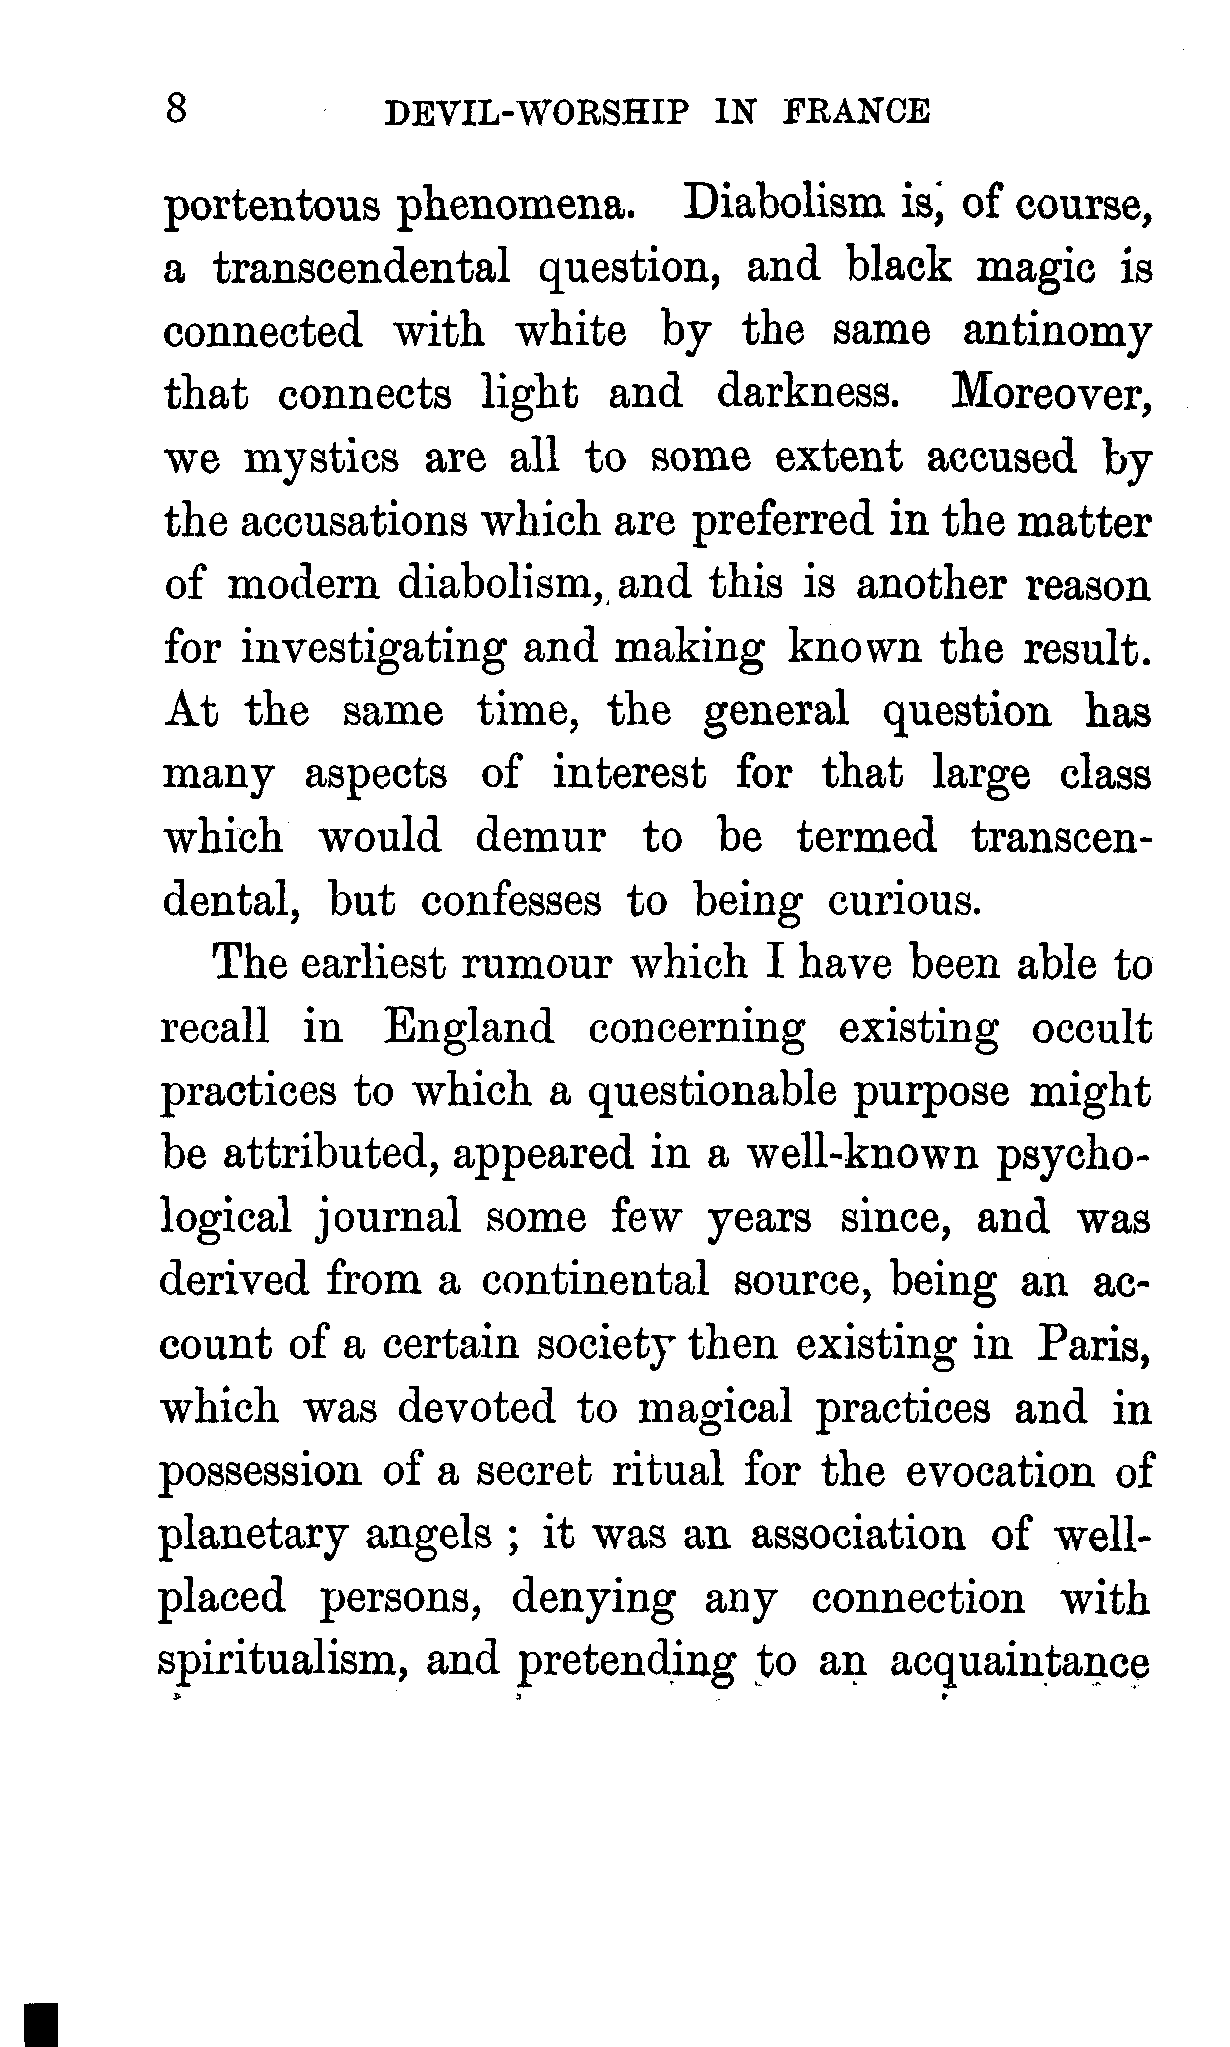 8 DEVIL-WORSHIP IN FRANCE
portentous phenomena. Diabolism is, of course,
a transcendental question, and black magic is
connected with white by the same antinomy
that connects light and darkness. Moreover,
we mystics are all to some extent accused by
the accusations which are preferred in the matter
of modern diabolism, and this is another reason
for investigating and making known the result.
At the same time, the general question has
many aspects of interest for that large class
which would demur to be termed transcen-
dental, but confesses to being curious.
The earliest rumour which I have been able to
recall in England concerning existing occult
practices to which a questionable purpose might
be attributed, appeared in a well-known psycho-
logical journal some few years since, and was
derived from a continental source, being an ac-
count of a certain society then existing in Paris,
which was devoted to magical practices and in
possession of a secret ritual for the evocation of
planetary angels ; it was an association of well-
placed persons, denying any connection with
spiritualism, and pretending to an acquaintance